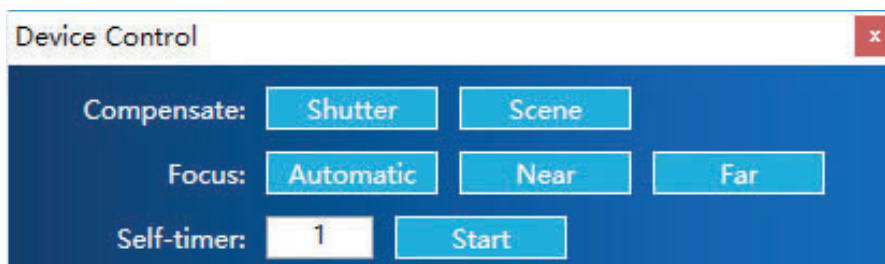 Device Control x
Compensate: Shutter Scene
Focus: Automatic Near Far
Self-timer: 1 Start